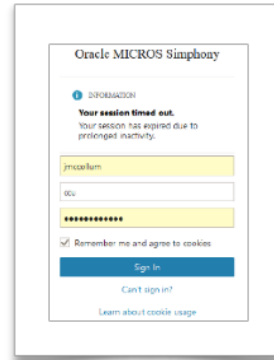 Oracle MICROS Simphony
INFORMATION
Your session timed out.
Your session has expired due to
prolonged inactivity.
jmccollum
ccu
••••••••••••
Remember me and agree to cookies
Sign In
Can't sign in?
Learn about cookie usage